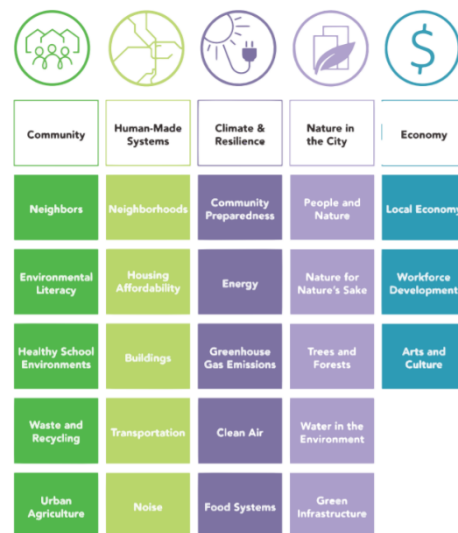 $
Community
Human-Made
Systems
Climate &
Resilience
Nature in
the City
Economy
Neighbors
Neighborhoods
Community
Preparedness
People and
Nature
Local Economy
Environmental
Literacy
Housing
Affordability
Energy
Nature for
Nature's Sake
Workforce
Development
Healthy School
Environments
Buildings
Greenhouse
Gas Emissions
Trees and
Forests
Arts and
Culture
Waste and
Recycling
Transportation
Clean Air
Water in the
Environment
Urban
Agriculture
Noise
Food Systems
Green
Infrastructure